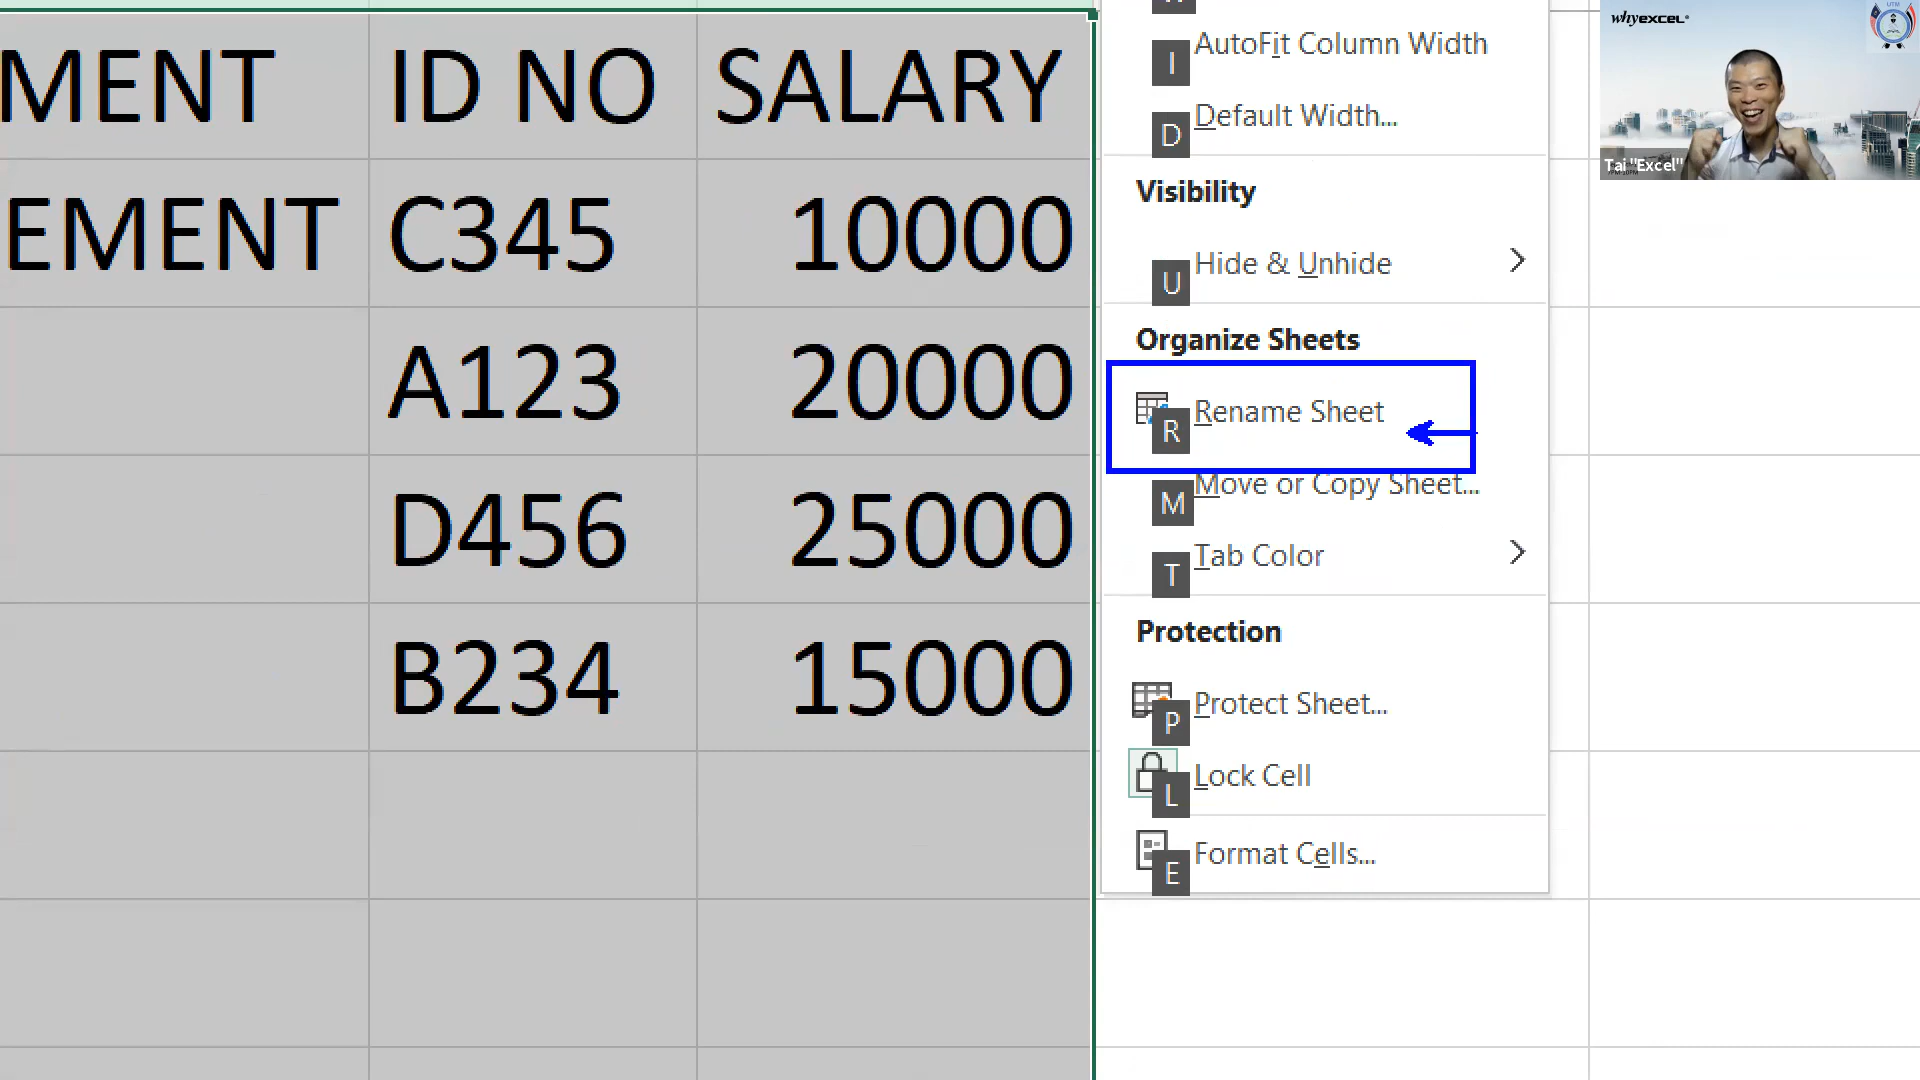 MENT ID NO SALARY
EMENT C345 10000
A123 20000
D456 25000
B234 15000
I AutoFit Column Width
D Default Width...
Visibility
U Hide & Unhide
Organize Sheets
R Rename Sheet
M Move or Copy Sheet...
T Tab Color
Protection
P Protect Sheet...
L Lock Cell
E Format Cells...
whyEXCEL
UTM
Tai "Excel"